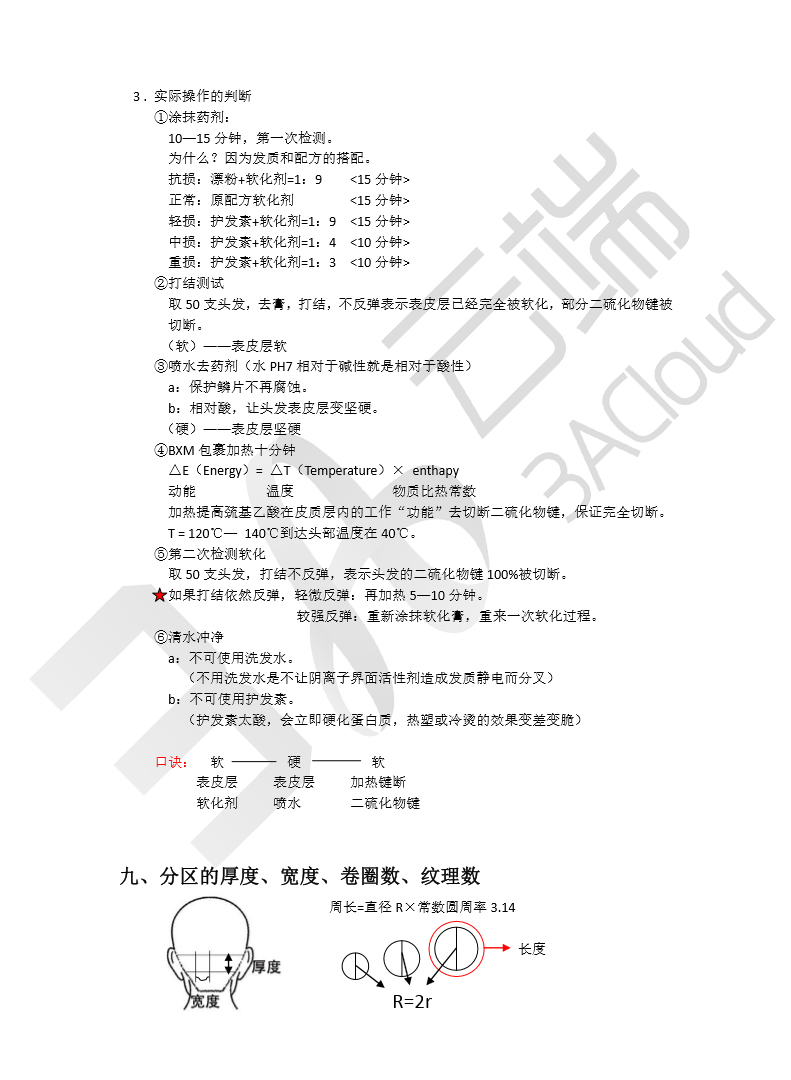 3．实际操作的判断
①涂抹药剂：
10—15 分钟，第一次检测。
为什么？因为发质和配方的搭配。
抗损：漂粉+软化剂=1：9 <15 分钟>
正常：原配方软化剂 <15 分钟>
轻损：护发素+软化剂=1：9 <15 分钟>
中损：护发素+软化剂=1：4 <10 分钟>
重损：护发素+软化剂=1：3 <10 分钟>
②打结测试
取 50 支头发，去膏，打结，不反弹表示表皮层已经完全被软化，部分二硫化物键被
切断。
（软）——表皮层软
③喷水去药剂（水 PH7 相对于碱性就是相对于酸性）
a：保护鳞片不再腐蚀。
b：相对酸，让头发表皮层变坚硬。
（硬）——表皮层坚硬
④BXM 包裹加热十分钟
△E（Energy）= △T（Temperature）× enthapy
动能 温度 物质比热常数
加热提高巯基乙酸在皮质层内的工作“功能”去切断二硫化物键，保证完全切断。
T = 120℃— 140℃到达头部温度在 40℃。
⑤第二次检测软化
取 50 支头发，打结不反弹，表示头发的二硫化物键 100%被切断。
★如果打结依然反弹，轻微反弹：再加热 5—10 分钟。
较强反弹：重新涂抹软化膏，重来一次软化过程。
⑥清水冲净
a：不可使用洗发水。
（不用洗发水是不让阴离子界面活性剂造成发质静电而分叉）
b：不可使用护发素。
（护发素太酸，会立即硬化蛋白质，热塑或冷烫的效果变差变脆）
口诀： 软 ——— 硬 ——— 软
表皮层 表皮层 加热键断
软化剂 喷水 二硫化物键
九、分区的厚度、宽度、卷圈数、纹理数
周长=直径 R×常数圆周率 3.14
长度
厚度
宽度
R=2r
云端
3ACloud